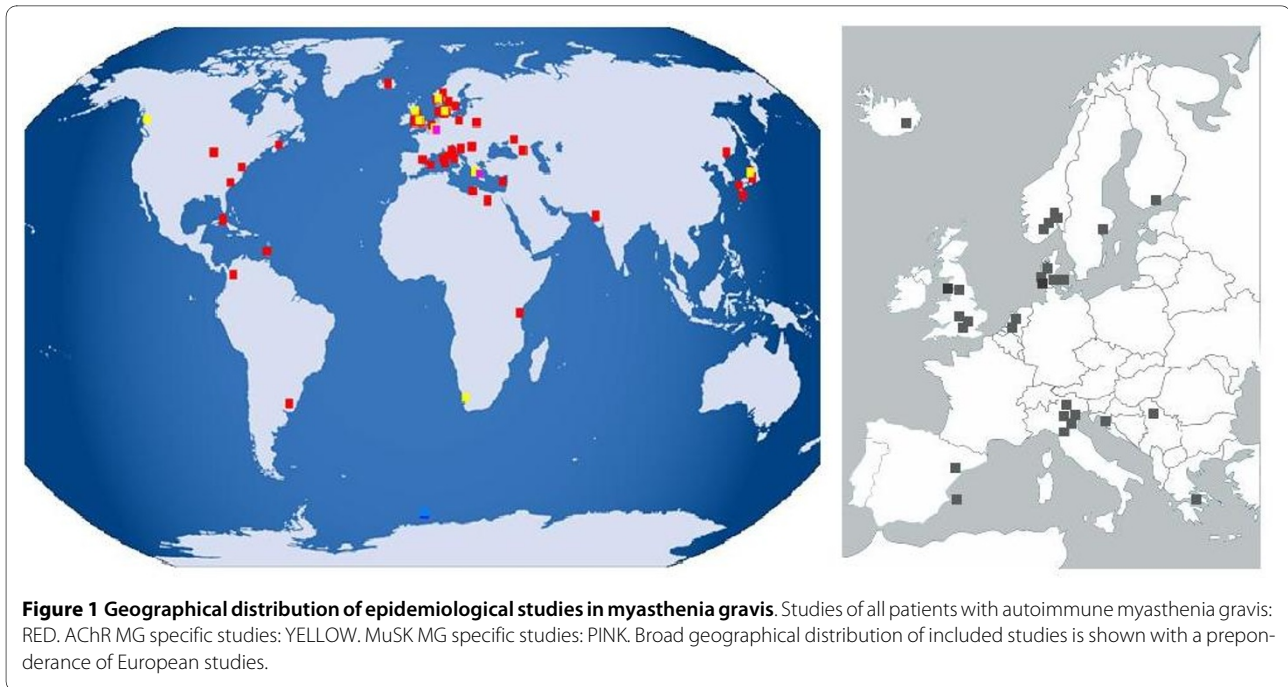 Figure 1 Geographical distribution of epidemiological studies in myasthenia gravis. Studies of all patients with autoimmune myasthenia gravis:
RED. AChR MG specific studies: YELLOW. MuSK MG specific studies: PINK. Broad geographical distribution of included studies is shown with a prepon-
derance of European studies.